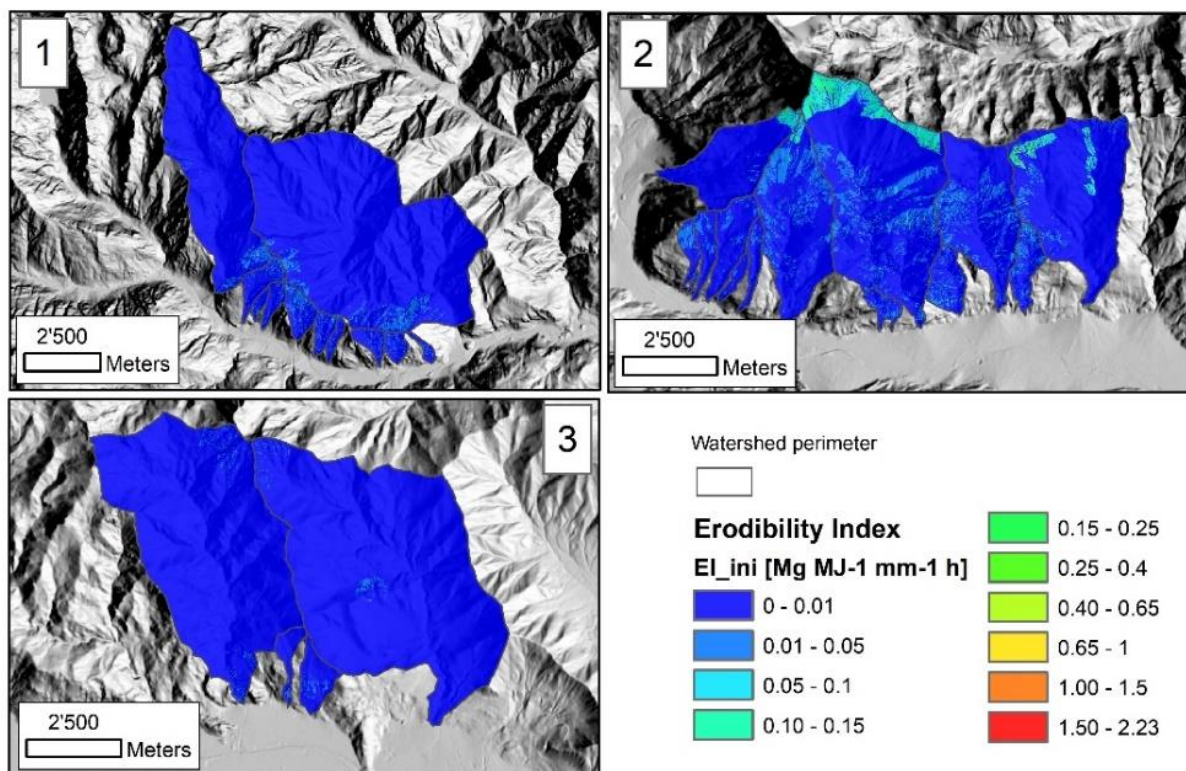 1
2'500
Meters
2
2'500
Meters
3
2'500
Meters
Watershed perimeter
Erodibility Index
EI_ini [Mg MJ-1 mm-1 h]
0 - 0.01
0.01 - 0.05
0.05 - 0.1
0.10 - 0.15
0.15 - 0.25
0.25 - 0.4
0.40 - 0.65
0.65 - 1
1.00 - 1.5
1.50 - 2.23